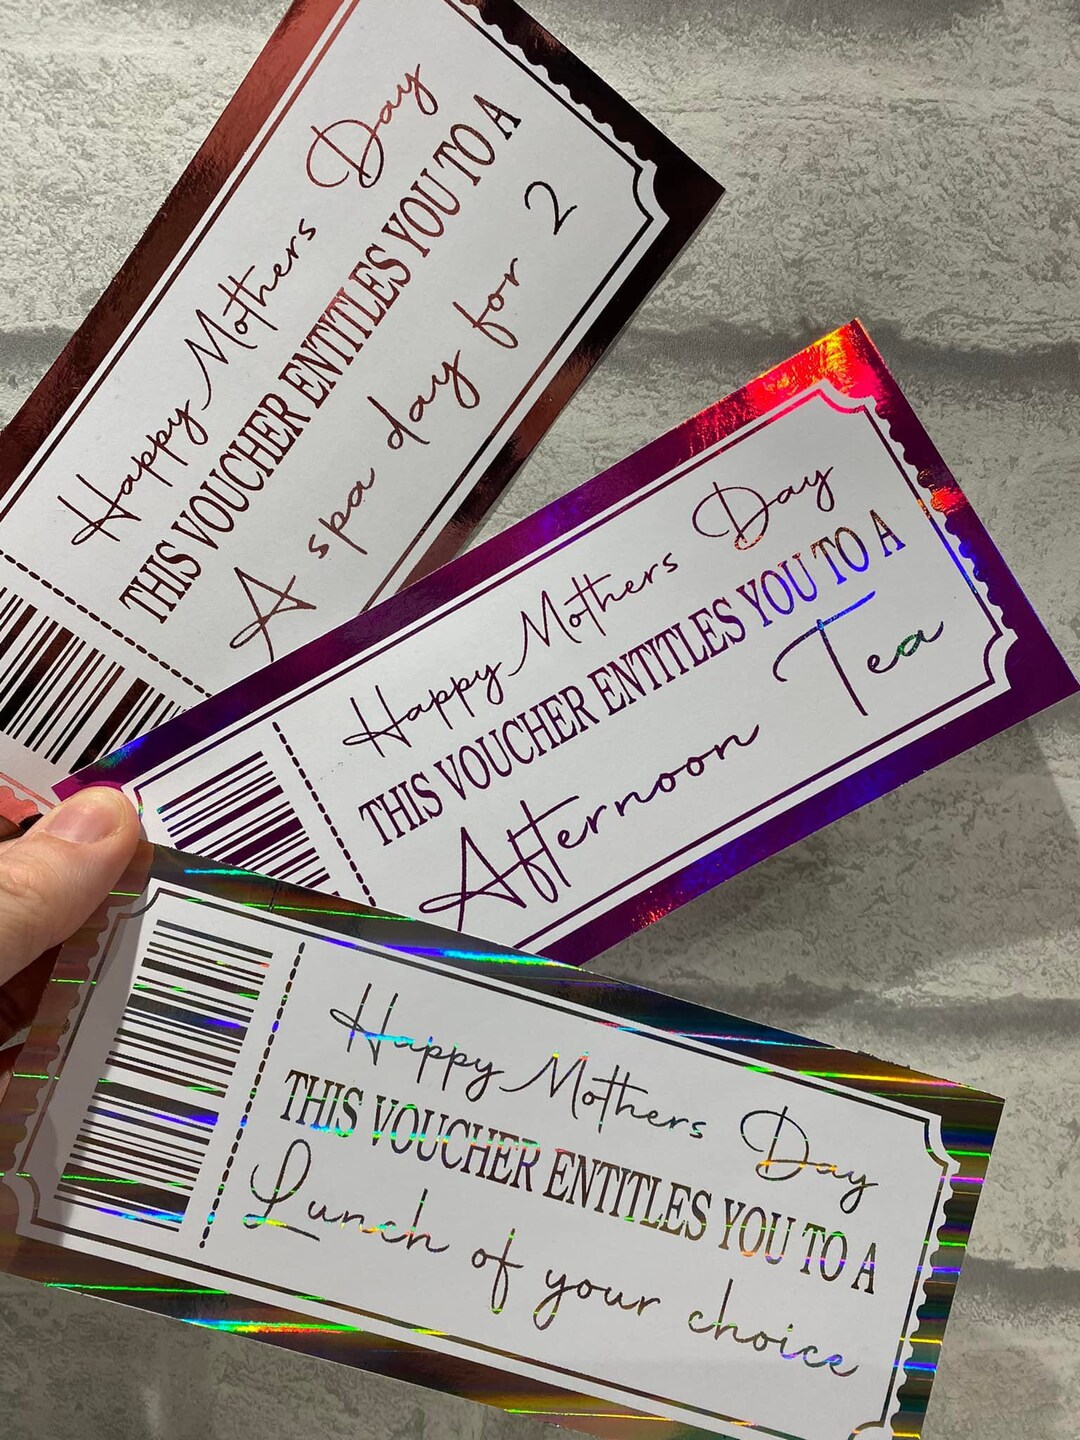 Happy Mothers Day
THIS VOUCHER ENTITLES YOU TO A
A spa day for 2
Happy Mothers Day
THIS VOUCHER ENTITLES YOU TO A
Afternoon Tea
Happy Mothers Day
THIS VOUCHER ENTITLES YOU TO A
Lunch of your choice